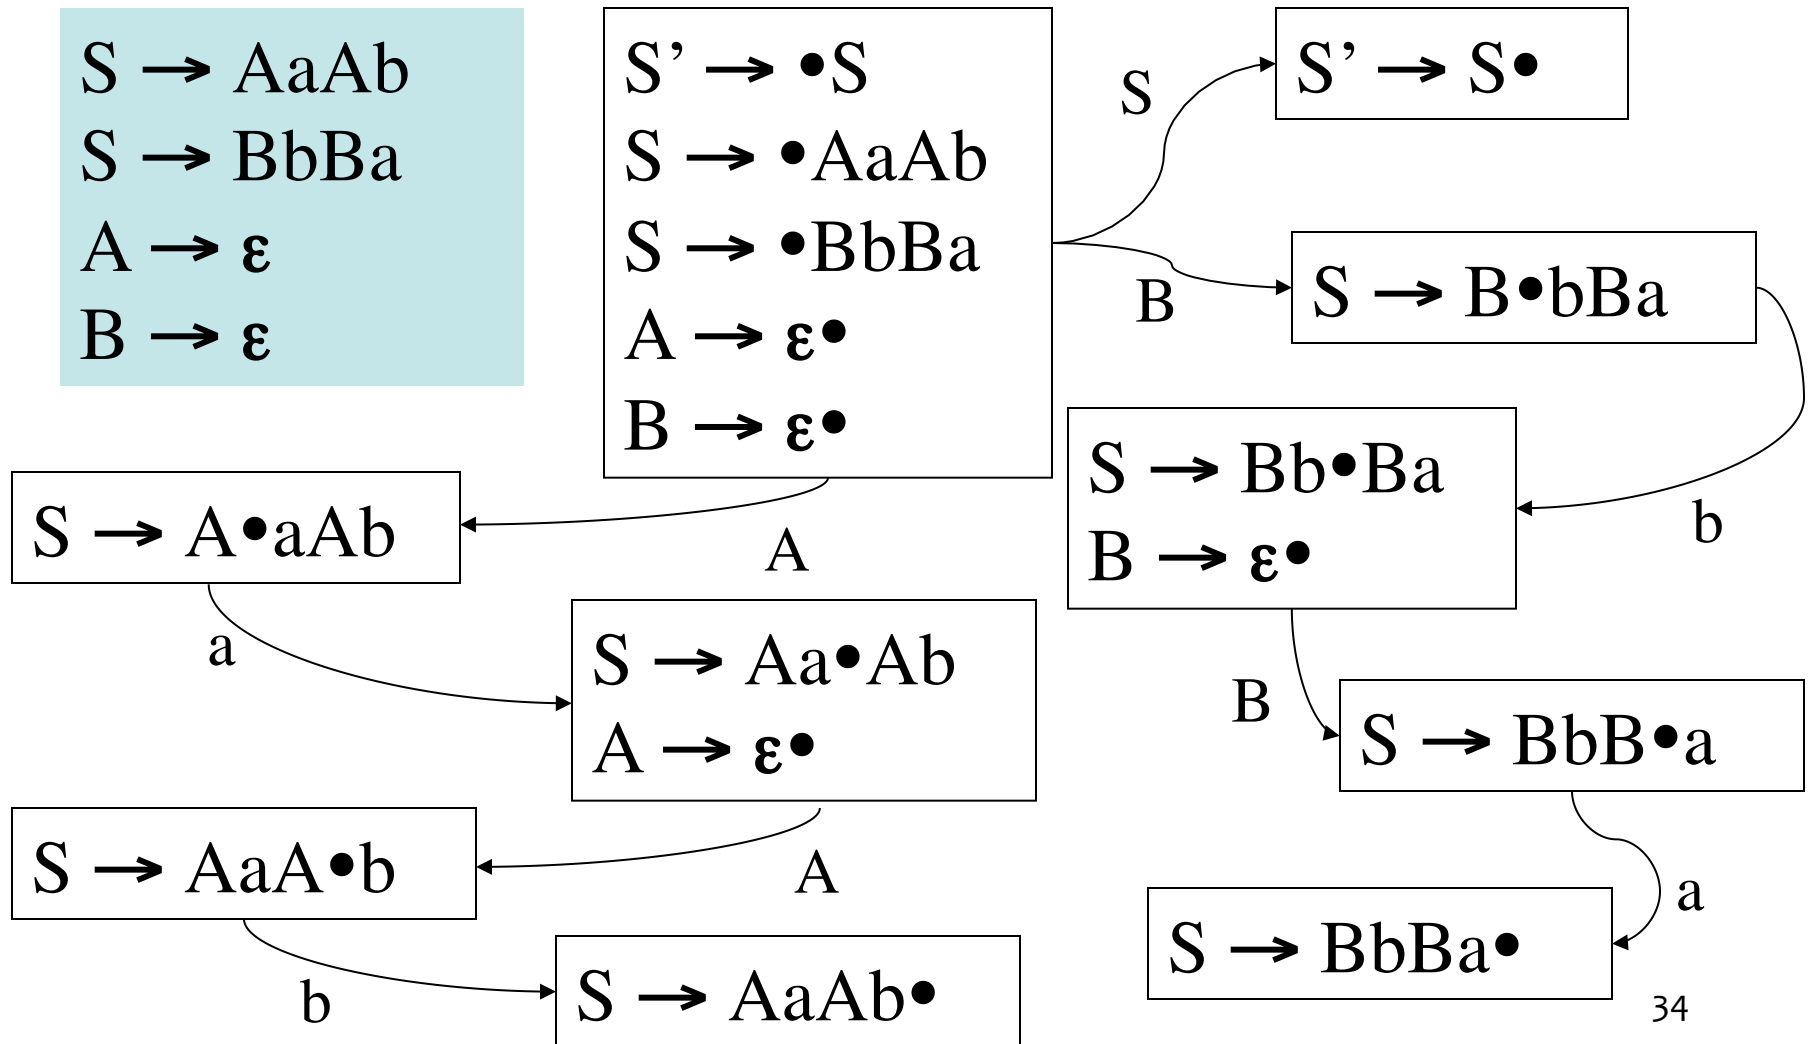 S → AaAb
S → BbBa
A → ε
B → ε
S’ → •S
S → •AaAb
S → •BbBa
A → ε•
B → ε•
S
S’ → S•
B
S → B•bBa
b
S → Bb•Ba
B → ε•
A
S → A•aAb
a
S → Aa•Ab
A → ε•
B
S → BbB•a
A
S → AaA•b
a
S → BbBa•
b
S → AaAb•
34